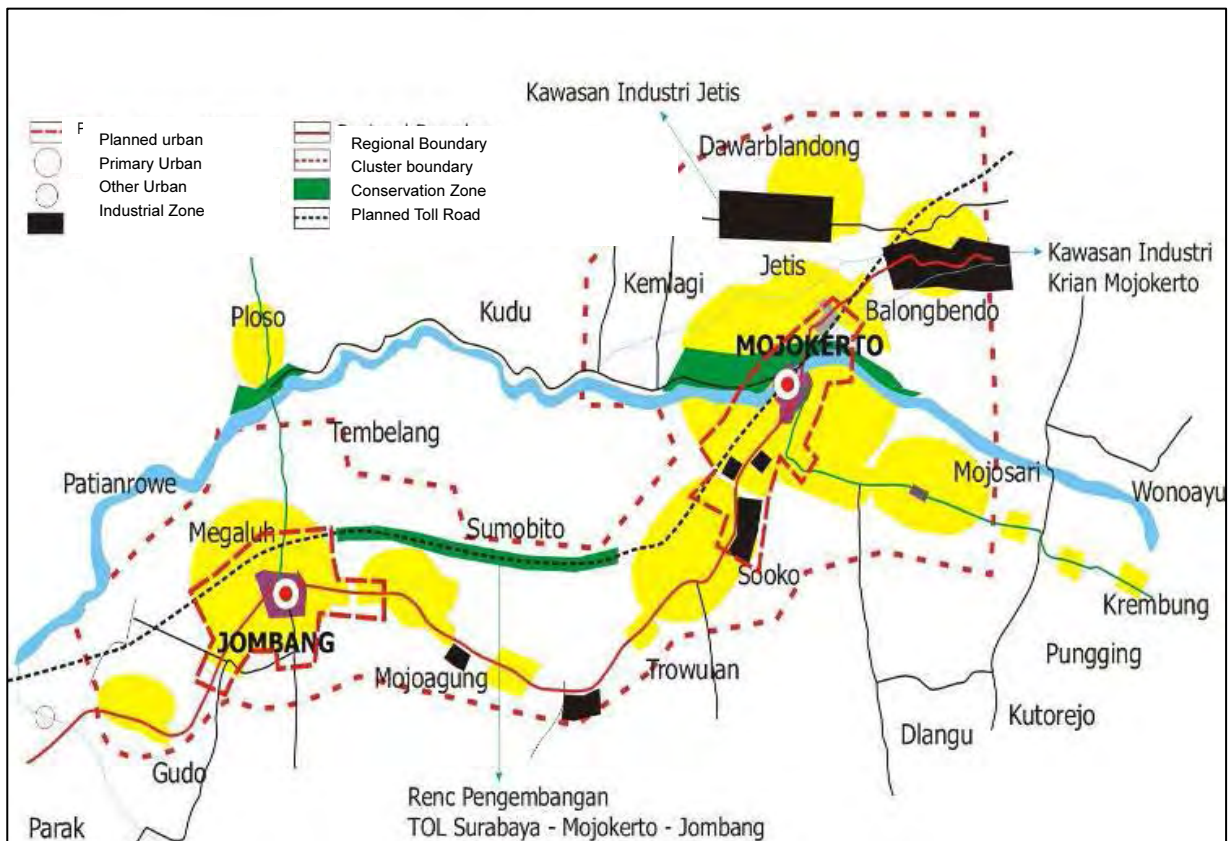 Kawasan Industri Jetis
Planned urban
Primary Urban
Other Urban
Industrial Zone
Regional Boundary
Cluster boundary
Conservation Zone
Planned Toll Road
Dawarblandong
Kawasan Industri
Krian Mojokerto
Jetis
Kemlagi
Balongbendo
Kudu
Ploso
MOJOKERTO
Tembelang
Patianrowe
Mojosari
Wonoayu
Megaluh
Sumobito
Sooko
Krembung
JOMBANG
Mojoagung
Trowulan
Pungging
Kutorejo
Dlangu
Gudo
Renc Pengembangan
TOL Surabaya - Mojokerto - Jombang
Parak